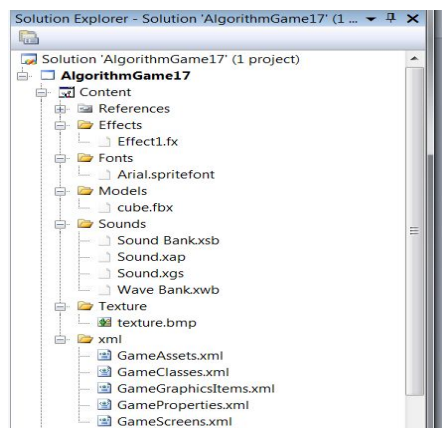 Solution Explorer - Solution 'AlgorithmGame17' (1 ...
Solution 'AlgorithmGame17' (1 project)
AlgorithmGame17
Content
References
Effects
Effect1.fx
Fonts
Arial.spritefont
Models
cube.fbx
Sounds
Sound Bank.xsb
Sound.xap
Sound.xgs
Wave Bank.xwb
Texture
texture.bmp
xml
GameAssets.xml
GameClasses.xml
GameGraphicsItems.xml
GameProperties.xml
GameScreens.xml